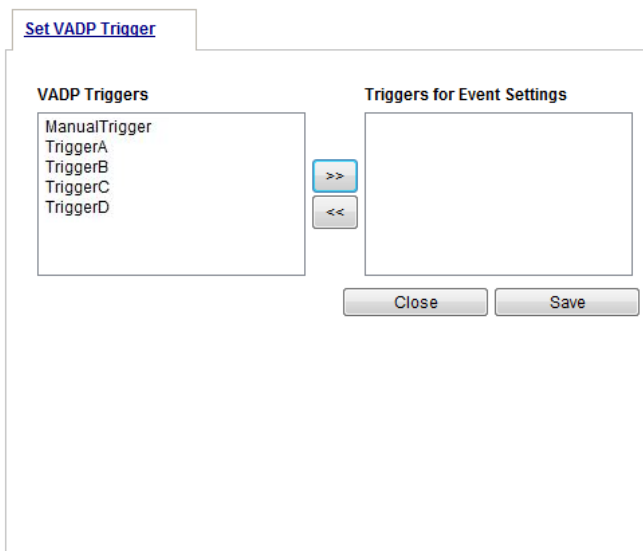 Set VADP Trigger
VADP Triggers
Triggers for Event Settings
ManualTrigger
TriggerA
TriggerB
TriggerC
TriggerD
>>
<<
Close
Save